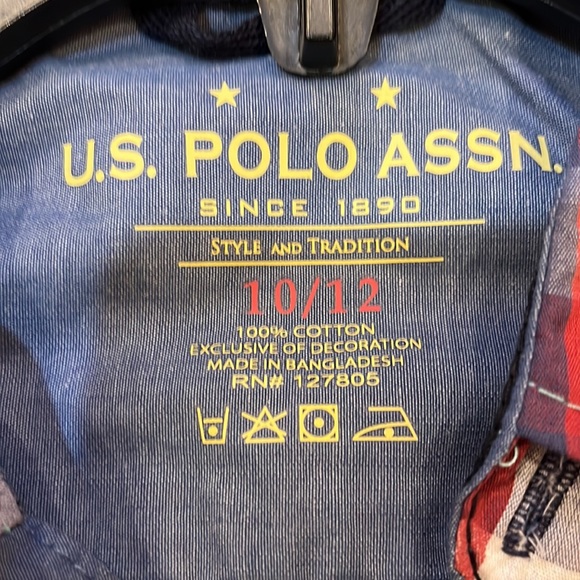 U.S. POLO ASSN.
SINCE 1890
STYLE AND TRADITION
10/12
100% COTTON
EXCLUSIVE OF DECORATION
MADE IN BANGLADESH
RN# 127805